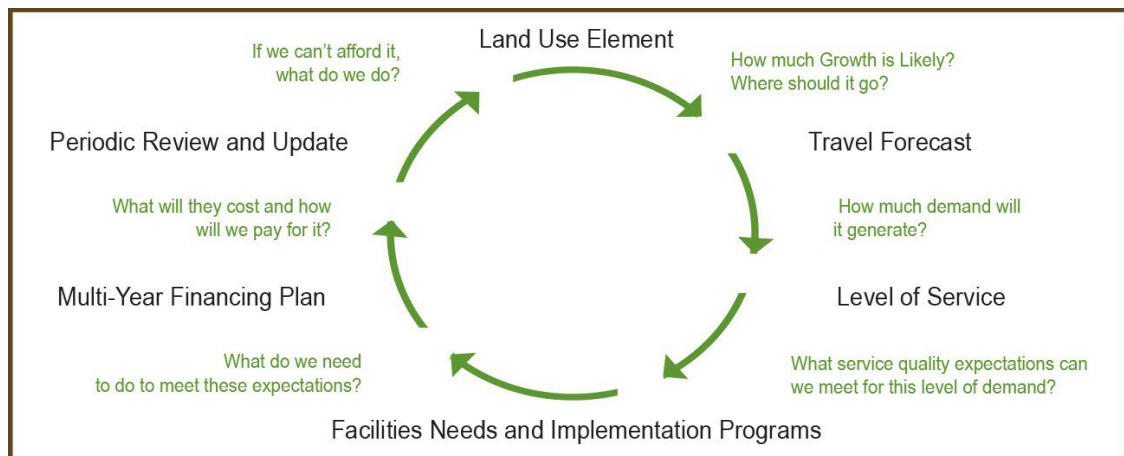 Land Use Element
How much Growth is Likely?
Where should it go?
Travel Forecast
How much demand will
it generate?
Level of Service
What service quality expectations can
we meet for this level of demand?
Facilities Needs and Implementation Programs
What do we need
to do to meet these expectations?
Multi-Year Financing Plan
What will they cost and how
will we pay for it?
Periodic Review and Update
If we can't afford it,
what do we do?